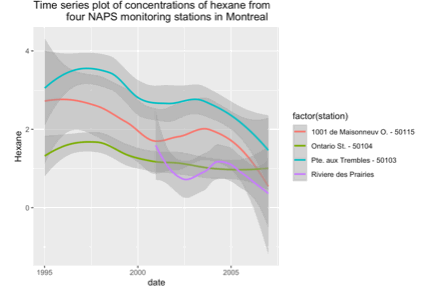 Time series plot of concentrations of hexane from
four NAPS monitoring stations in Montreal
4
2
0
Hexane
1995
2000
2005
date
factor(station)
1001 de Maisonneuv O. - 50115
Ontario St. - 50104
Pte. aux Trembles - 50103
Riviere des Prairies